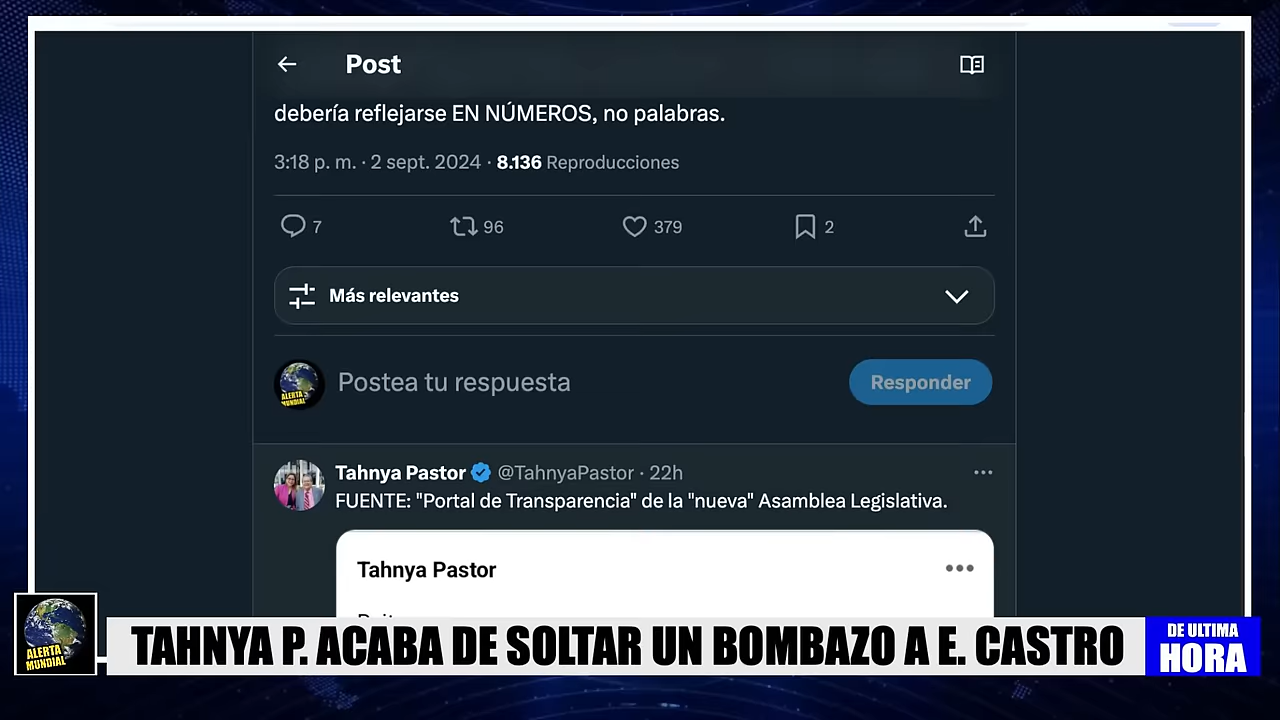 Post
debería reflejarse EN NÚMEROS, no palabras.
3:18 p. m. · 2 sept. 2024 · 8.136 Reproducciones
7 96 379 2
Más relevantes
ALERTA
MUNDIAL
Postea tu respuesta
Responder
Tahnya Pastor @TahnyaPastor · 22h
FUENTE: "Portal de Transparencia" de la "nueva" Asamblea Legislativa.
Tahnya Pastor
ALERTA
MUNDIAL
TAHNYA P. ACABA DE SOLTAR UN BOMBAZO A E. CASTRO
DE ULTIMA
HORA